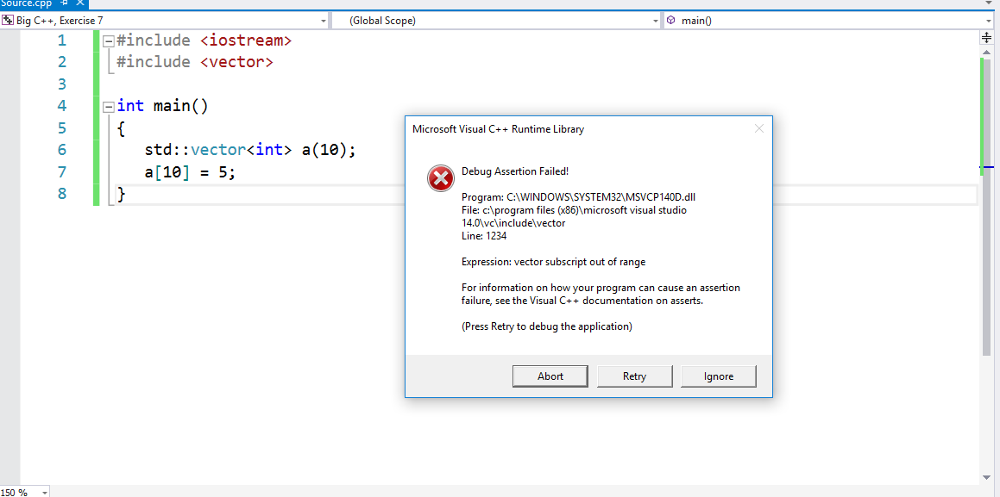 Source.cpp
Big C++, Exercise 7 (Global Scope) main()
1 #include <iostream>
2 #include <vector>
3
4 int main()
5 {
6 std::vector<int> a(10);
7 a[10] = 5;
8 }
Microsoft Visual C++ Runtime Library
Debug Assertion Failed!
Program: C:\WINDOWS\SYSTEM32\MSVCP140D.dll
File: c:\program files (x86)\microsoft visual studio
14.0\vc\include\vector
Line: 1234
Expression: vector subscript out of range
For information on how your program can cause an assertion
failure, see the Visual C++ documentation on asserts.
(Press Retry to debug the application)
Abort Retry Ignore
150 %